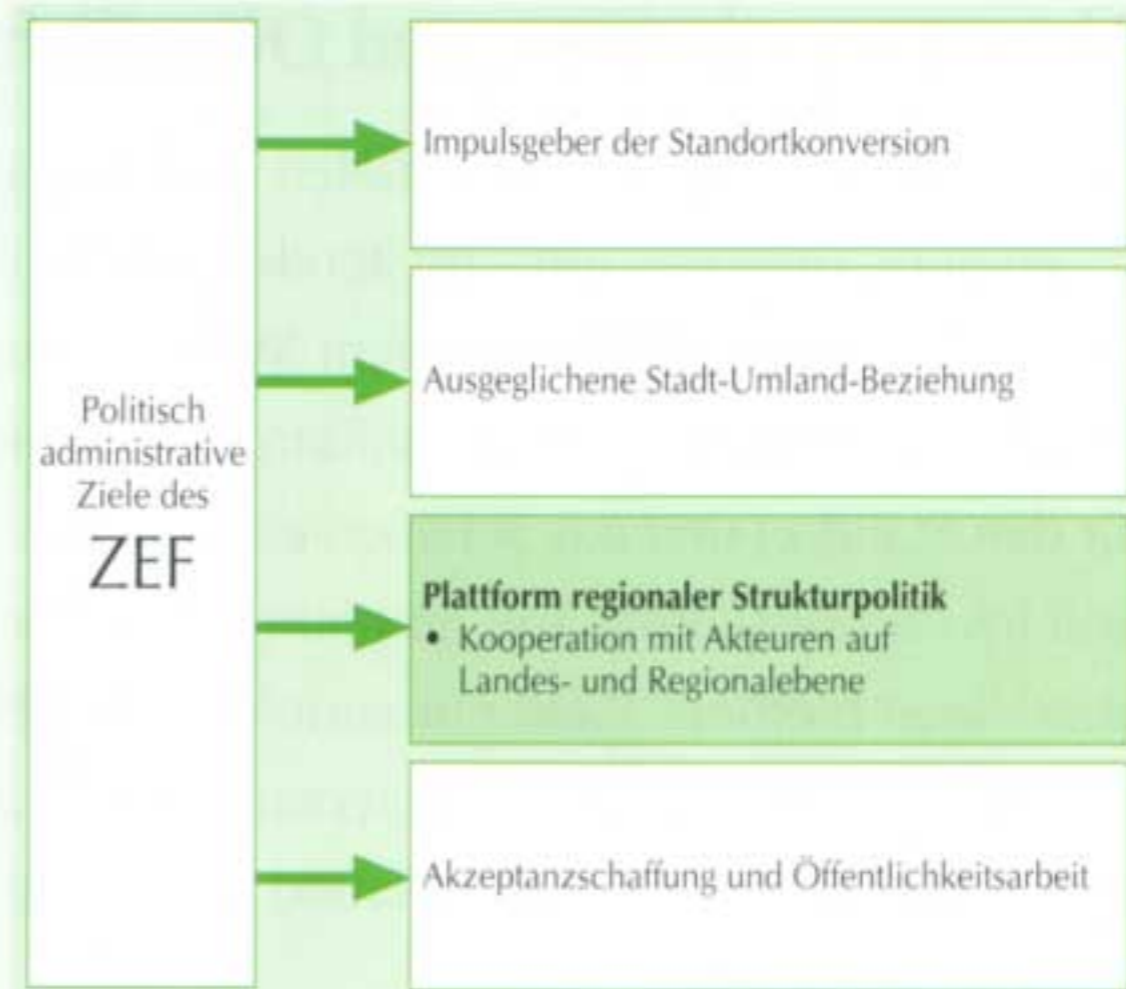 Politisch
administrative
Ziele des
ZEF
Impulsgeber der Standortkonversion
Ausgeglichene Stadt-Umland-Beziehung
Plattform regionaler Strukturpolitik
• Kooperation mit Akteuren auf
Landes- und Regionalebene
Akzeptanzschaffung und Öffentlichkeitsarbeit